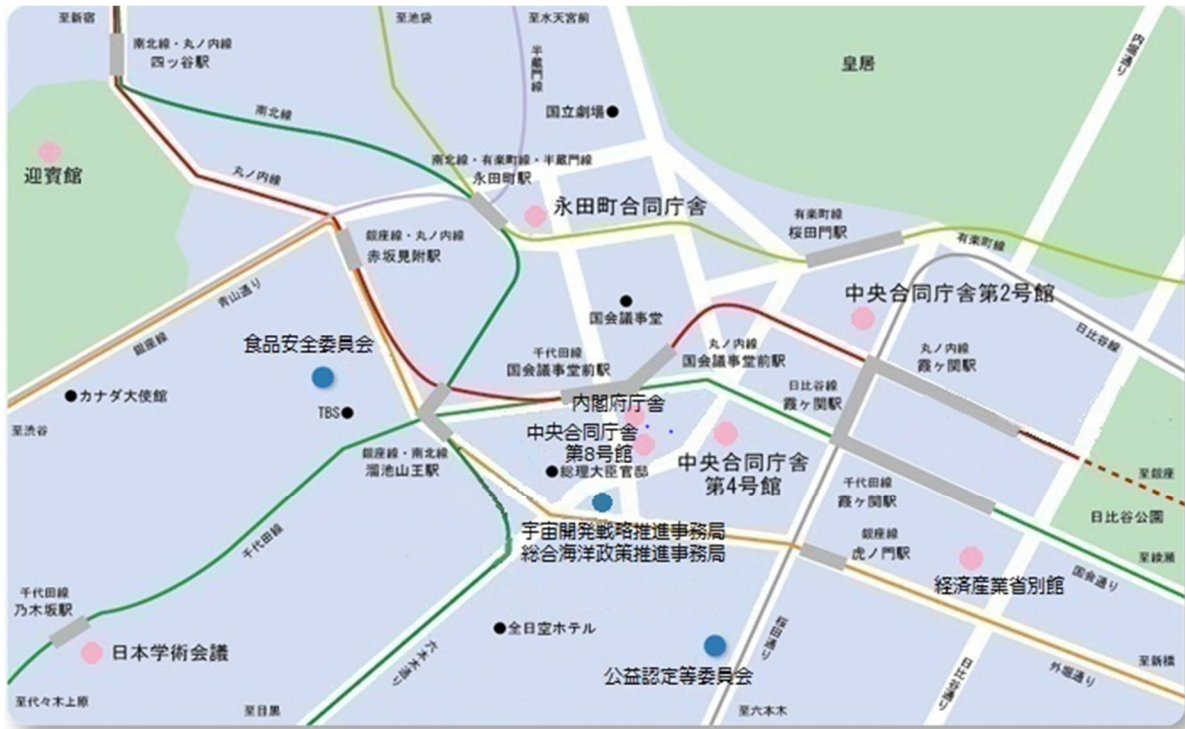 至新宿
至池袋
至水天宮前
南北線・丸ノ内線
四ッ谷駅
半蔵門線
内堀通り
皇居
国立劇場●
南北線
迎賓館
丸ノ内線
南北線・有楽町線・半蔵門線
永田町駅
永田町合同庁舎
有楽町線
桜田門駅
有楽町線
銀座線・丸ノ内線
赤坂見附駅
青山通り
銀座線
中央合同庁舎第2号館
国会議事堂
日比谷線
食品安全委員会
千代田線
国会議事堂前駅
丸ノ内線
国会議事堂前駅
丸ノ内線
霞ヶ関駅
●カナダ大使館
TBS●
日比谷線
霞ヶ関駅
内閣府庁舎
至渋谷
中央合同庁舎
第8号館
銀座線・南北線
溜池山王駅
●総理大臣官邸
中央合同庁舎
第4号館
至銀座
千代田線
霞ヶ関駅
日比谷公園
宇宙開発戦略推進事務局
総合海洋政策推進事務局
千代田線
銀座線
虎ノ門駅
至綾瀬
国会通り
経済産業省別館
千代田線
乃木坂駅
●全日空ホテル
日本学術会議
六本木通り
桜田通り
公益認定等委員会
日比谷通り
外堀通り
至新橋
至代々木上原
至目黒
至六本木